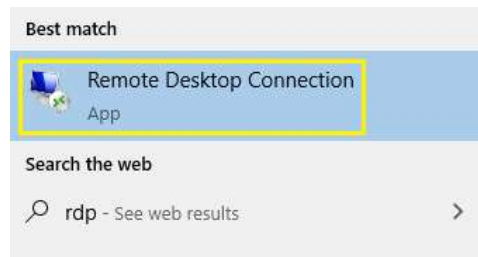 Best match
Remote Desktop Connection
App
Search the web
rdp - See web results